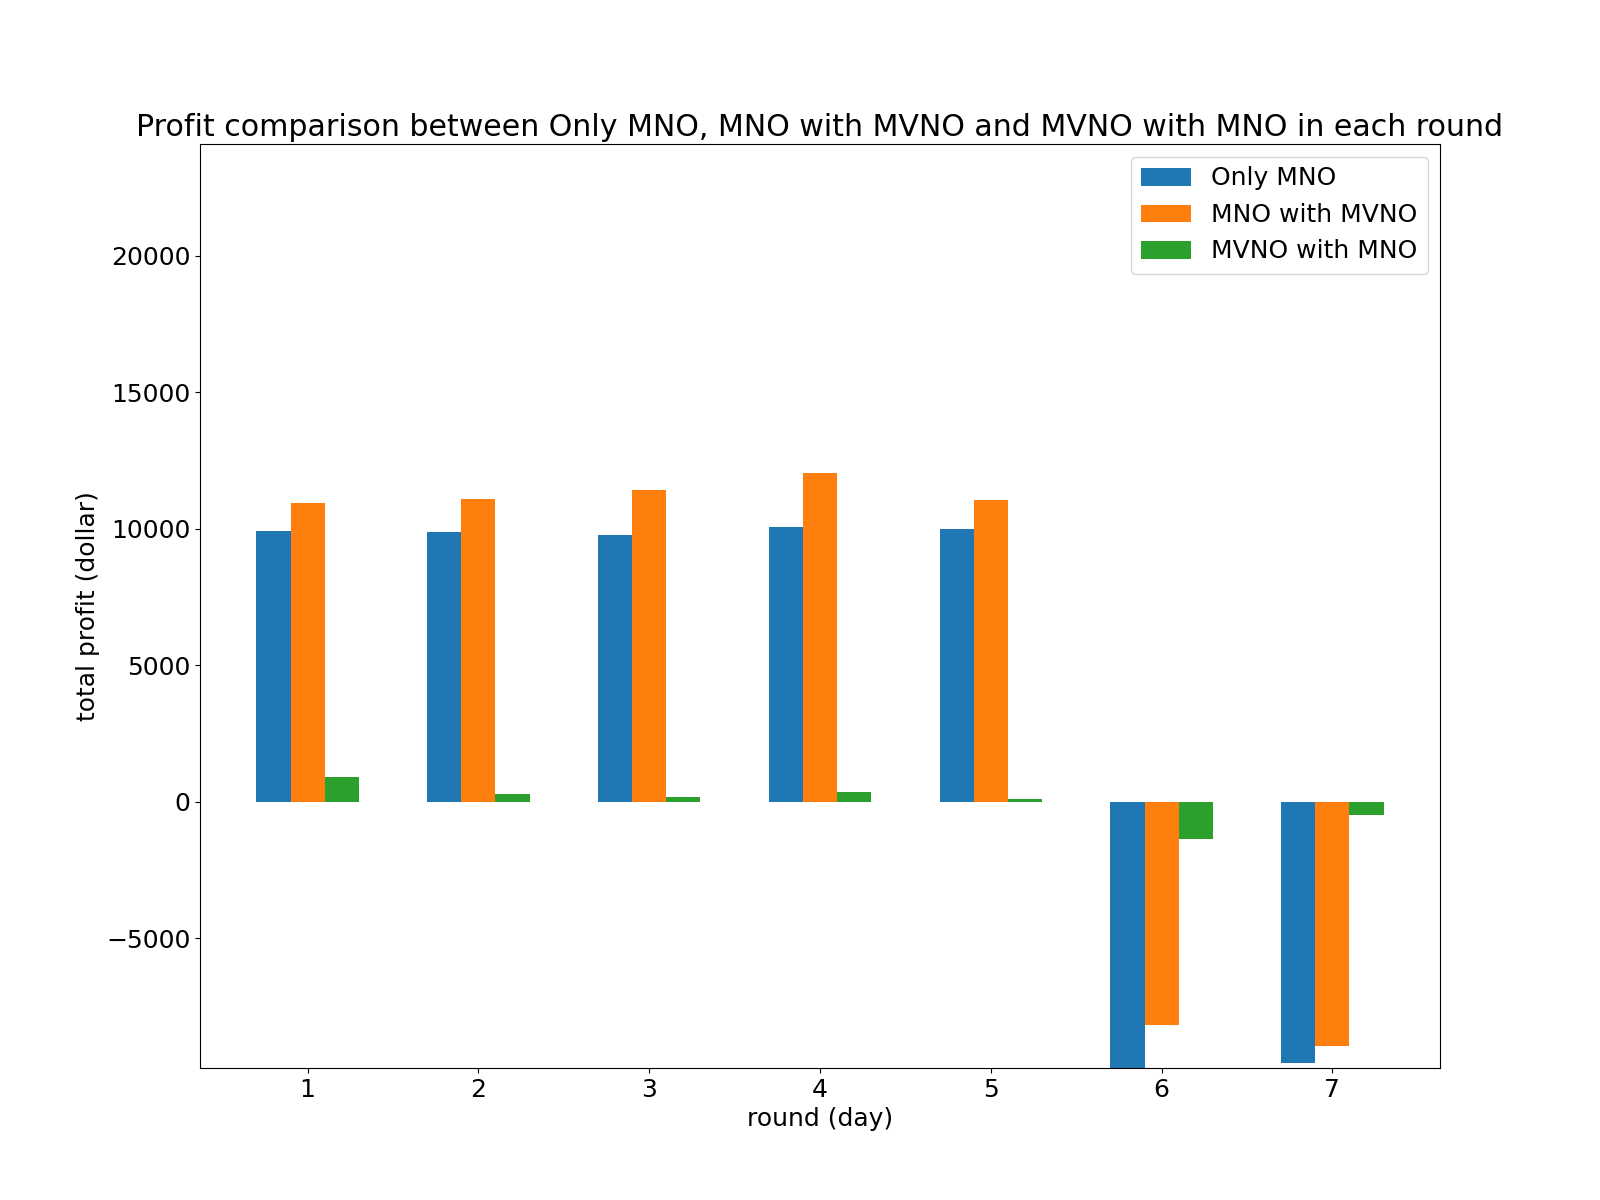 Profit comparison between Only MNO, MNO with MVNO and MVNO with MNO in each round
Only MNO
MNO with MVNO
MVNO with MNO
20000
15000
10000
5000
0
−5000
total profit (dollar)
1 2 3 4 5 6 7
round (day)